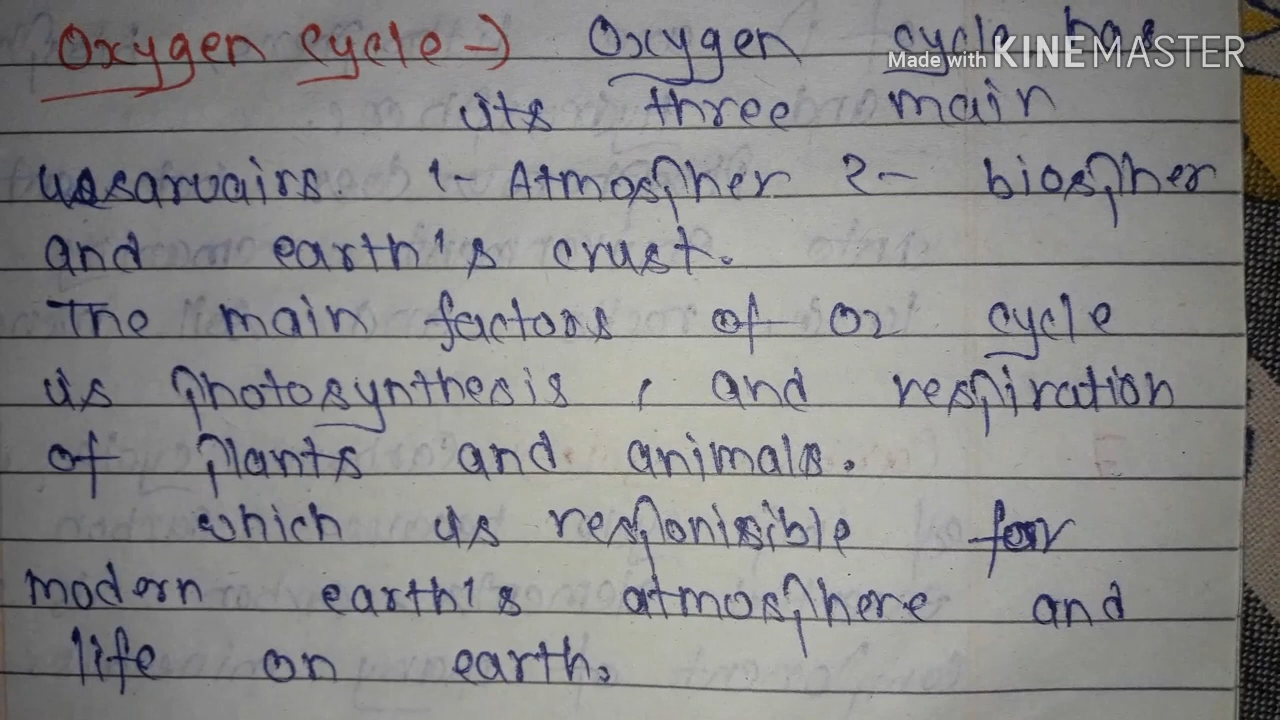 Oxygen cycle → Oxygen cycle has
Made with KINEMASTER
its three main
resarvairs. 1- Atmospher 2- biospher
and earth's crust.
The main factors of O2 cycle
is photosynthesis, and respiration
of plants and animals.
which is responisible for
modern earth's atmosphere and
life on earth.